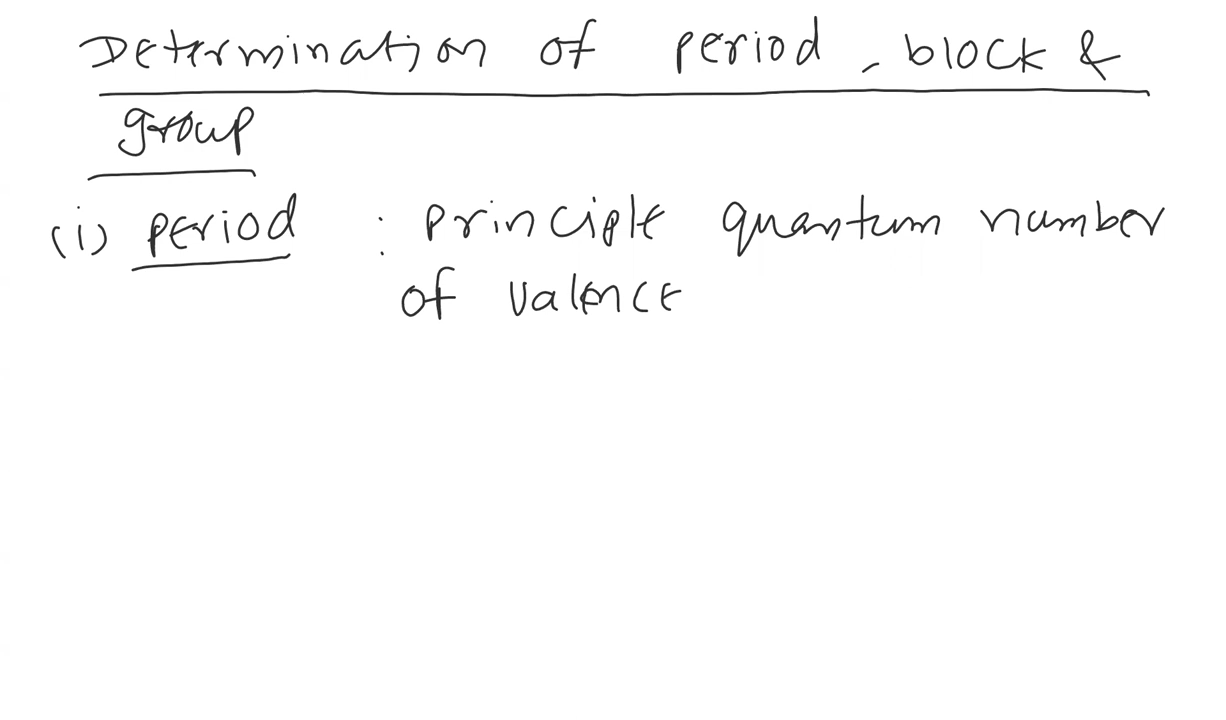 Determination of period, block &
group
(i) period : principle quantum number
of valence